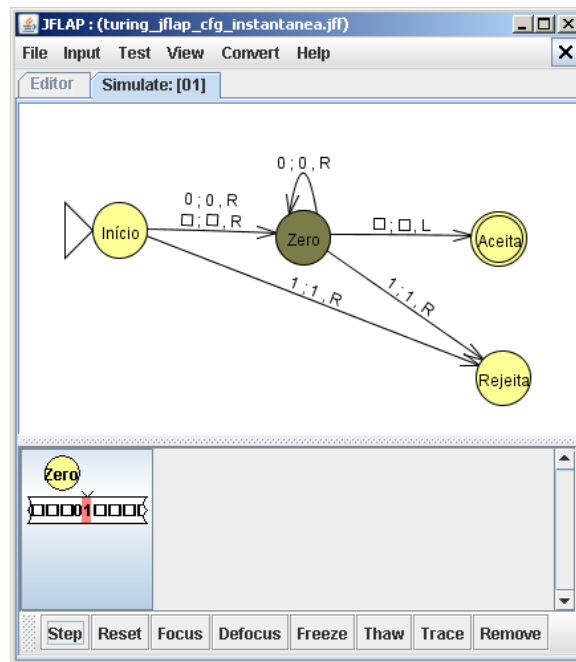 JFLAP : (turing_jflap_cfg_instantanea.jff)
File Input Test View Convert Help
Editor Simulate: [01]
0 ; 0 , R
0 ; 0 , R
□ ; □ , R
□ ; □ , L
Início
Zero
Aceita
1 ; 1 , R
1 ; 1 , R
Rejeita
Zero
□□□01□□□□
Step Reset Focus Defocus Freeze Thaw Trace Remove